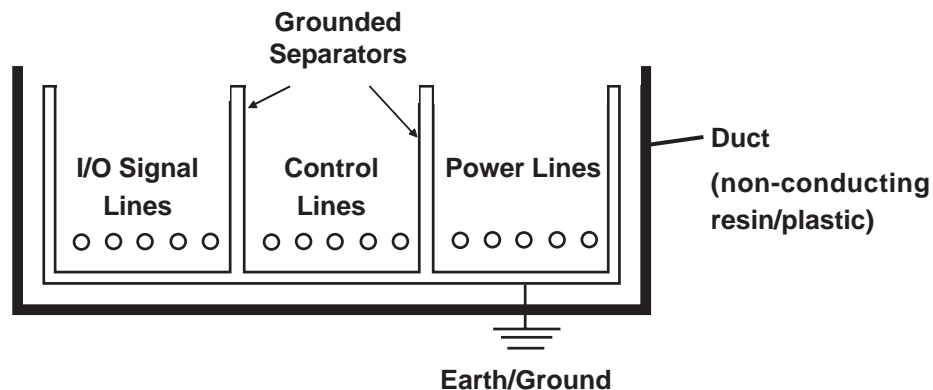 Grounded
Separators
I/O Signal
Lines
Control
Lines
Power Lines
Duct
(non-conducting
resin/plastic)
Earth/Ground